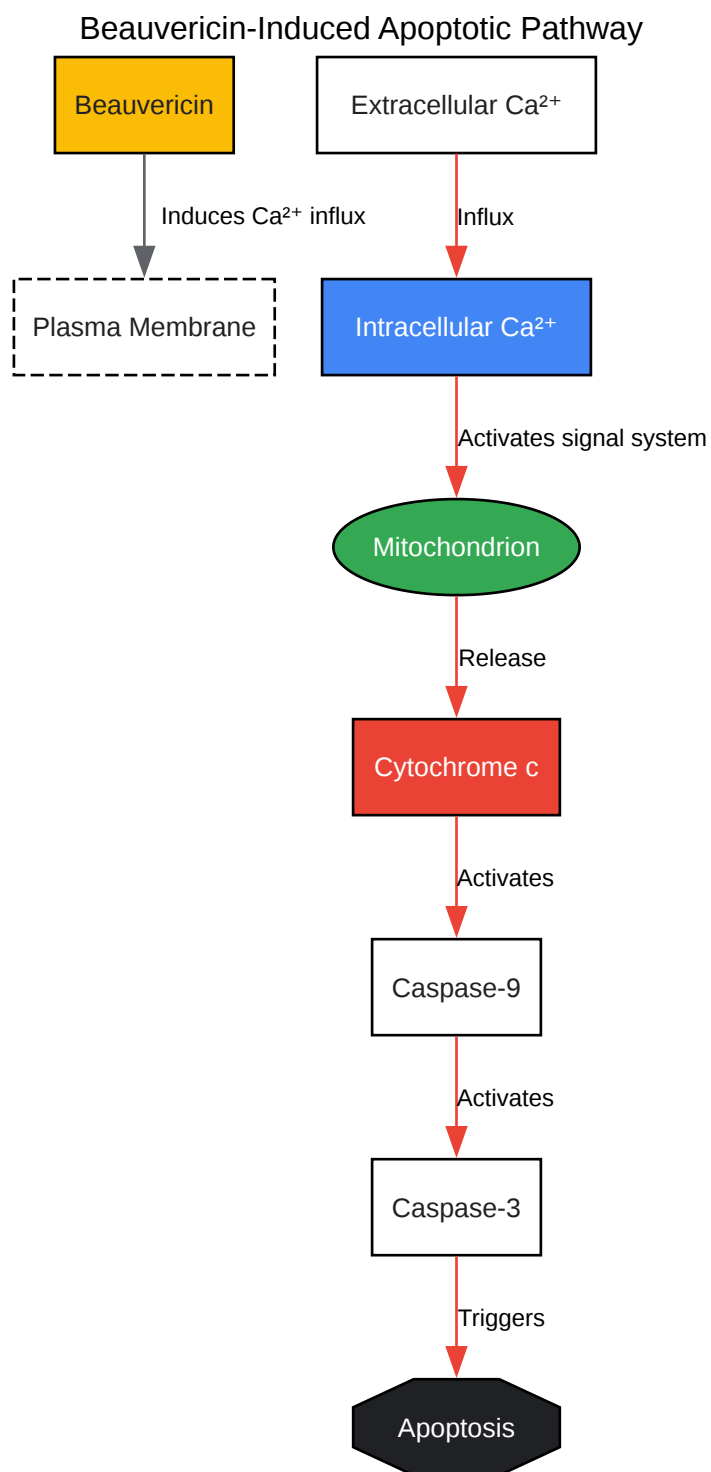 Beauvericin-Induced Apoptotic Pathway
Beauvericin
Extracellular Ca²⁺
Induces Ca²⁺ influx
Influx
Plasma Membrane
Intracellular Ca²⁺
Activates signal system
Mitochondrion
Release
Cytochrome c
Activates
Caspase-9
Activates
Caspase-3
Triggers
Apoptosis